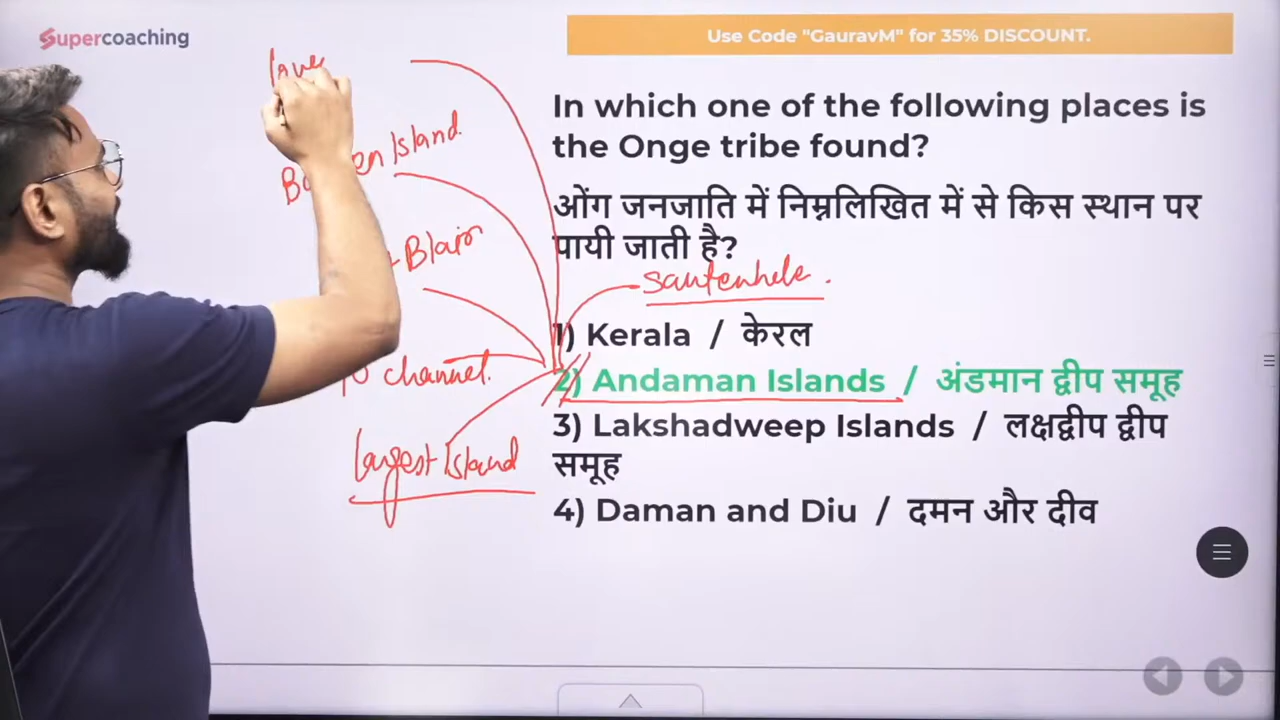 Supercoaching
Use Code "GauravM" for 35% DISCOUNT.
In which one of the following places is
the Onge tribe found?
ओंग जनजाति में निम्नलिखित में से किस स्थान पर
पायी जाती है?
1) Kerala / केरल
2) Andaman Islands / अंडमान द्वीप समूह
3) Lakshadweep Islands / लक्षद्वीप द्वीप
समूह
4) Daman and Diu / दमन और दीव
Island
Blair
channel.
largest Island